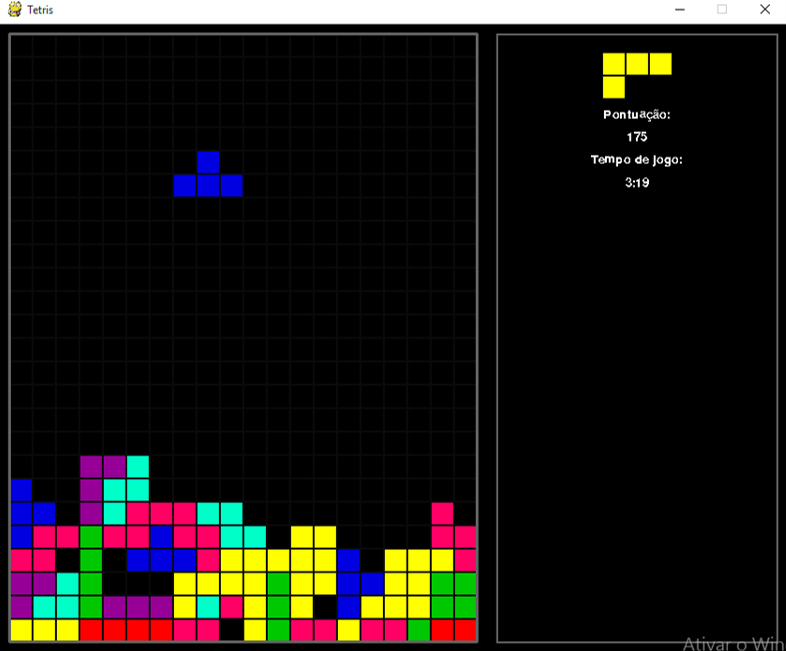 Tetris
Pontuação:
175
Tempo de jogo:
3:19
Ativar o Win